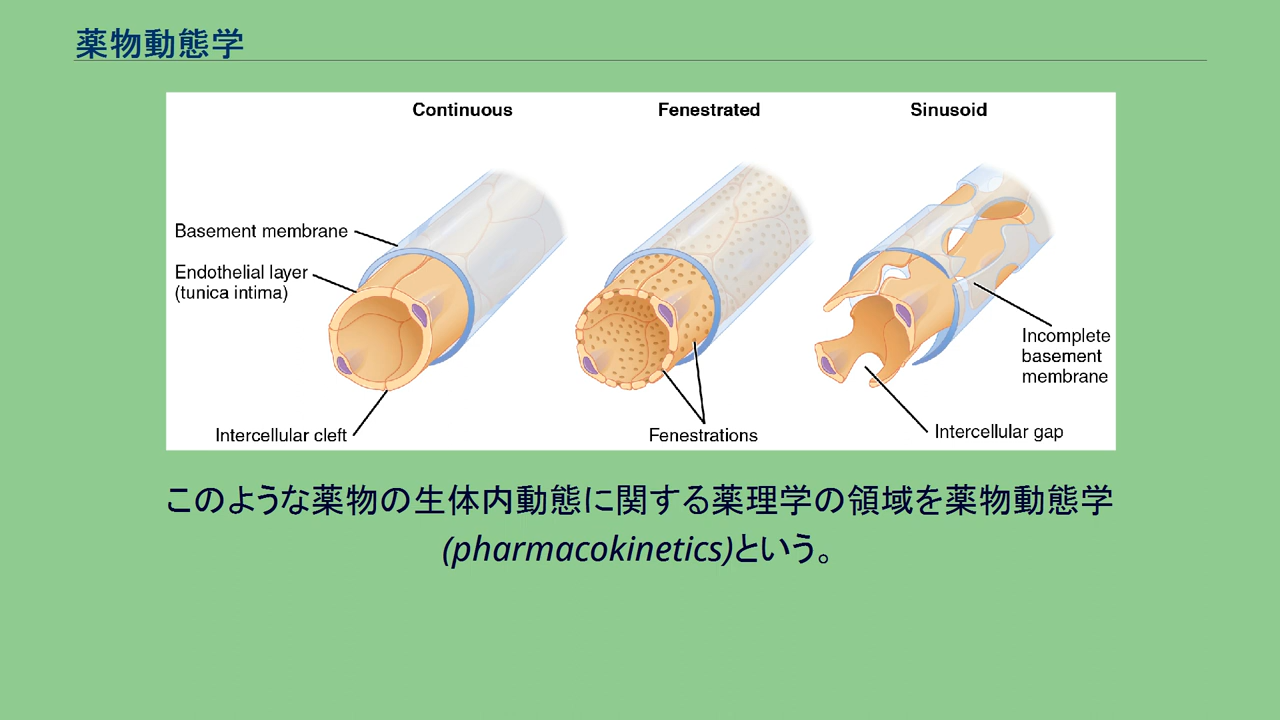 薬物動態学
Continuous
Fenestrated
Sinusoid
Basement membrane
Endothelial layer
(tunica intima)
Incomplete
basement
membrane
Intercellular cleft
Fenestrations
Intercellular gap
このような薬物の生体内動態に関する薬理学の領域を薬物動態学
(pharmacokinetics)という。